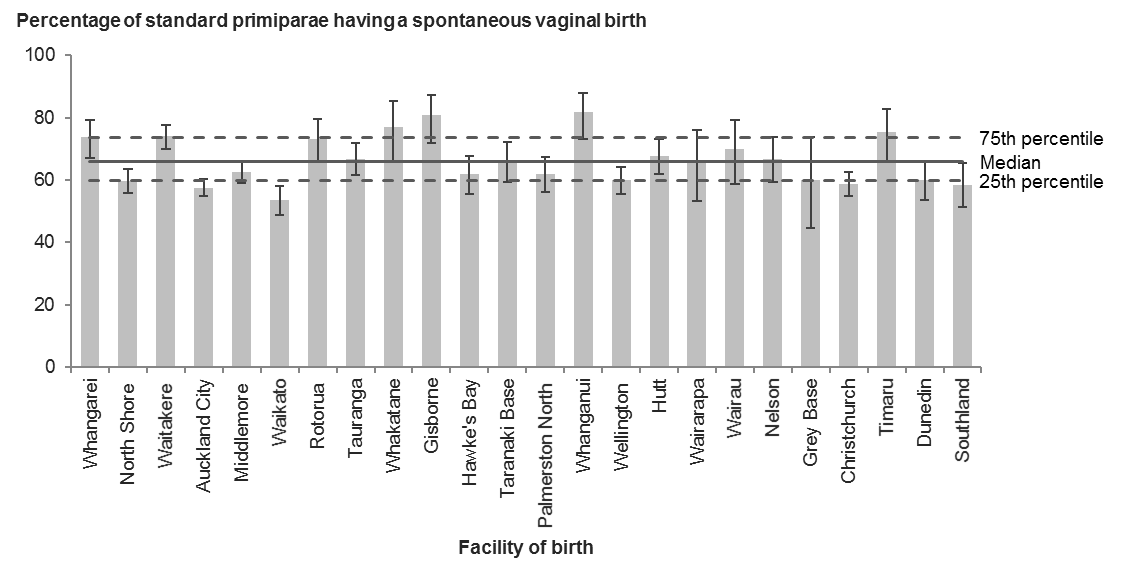 Percentage of standard primiparae having a spontaneous vaginal birth
100
80
60
40
20
0
75th percentile
Median
25th percentile
Whangarei
North Shore
Waitakere
Auckland City
Middlemore
Waikato
Rotorua
Tauranga
Whakatane
Gisborne
Hawke's Bay
Taranaki Base
Palmerston North
Whanganui
Wellington
Hutt
Wairarapa
Wairau
Nelson
Grey Base
Christchurch
Timaru
Dunedin
Southland
Facility of birth